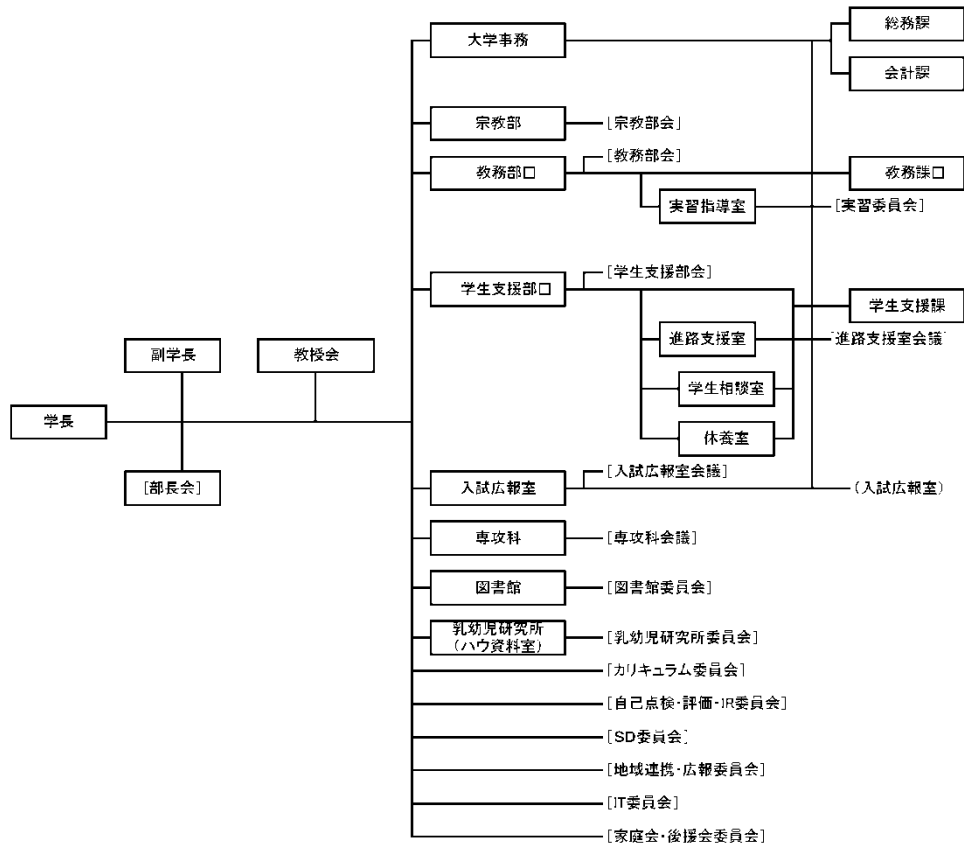 総務課
大学事務
会計課
宗教部
[宗教部会]
[教務部会]
教務部□
教務課□
実習指導室
[実習委員会]
[学生支援部会]
学生支援部□
学生支援課
副学長
教授会
進路支援室
[進路支援室会議]
学生相談室
学長
休養室
[部長会]
[入試広報室会議]
入試広報室
(入試広報室)
専攻科
[専攻科会議]
図書館
[図書館委員会]
乳幼児研究所
(ハウ資料室)
[乳幼児研究所委員会]
[カリキュラム委員会]
[自己点検・評価・IR委員会]
[SD委員会]
[地域連携・広報委員会]
[IT委員会]
[家庭会・後援会委員会]